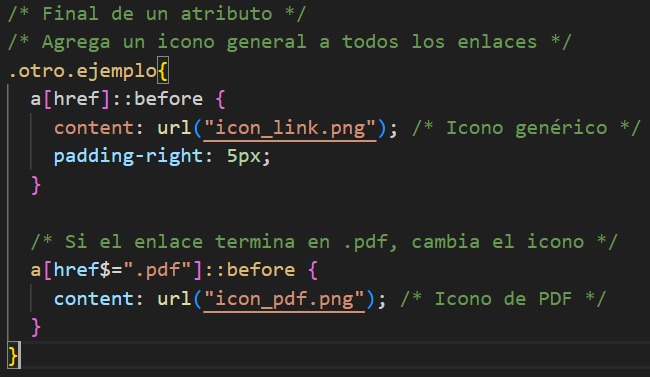 /* Final de un atributo */
/* Agrega un icono general a todos los enlaces */
.otro.ejemplo{
  a[href]::before {
    content: url("icon_link.png"); /* Icono genérico */
    padding-right: 5px;
  }

  /* Si el enlace termina en .pdf, cambia el icono */
  a[href$=".pdf"]::before {
    content: url("icon_pdf.png"); /* Icono de PDF */
  }
}